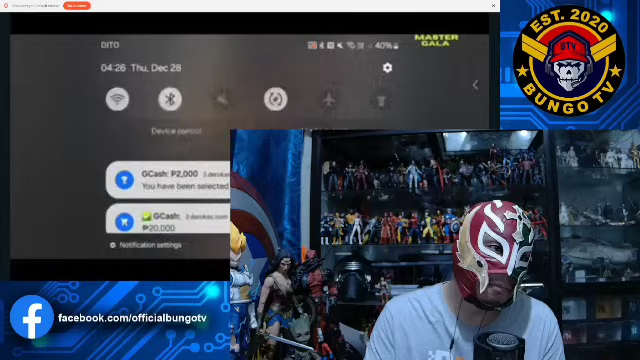 MASTER
GALA
DITO
40%
04:26 Thu, Dec 28
Device control
GCash: P2,000
You have been selected
GCash:
₱20,000
Notification settings
EST. 2020
BTV
BUNGO TV
facebook.com/officialbungotv